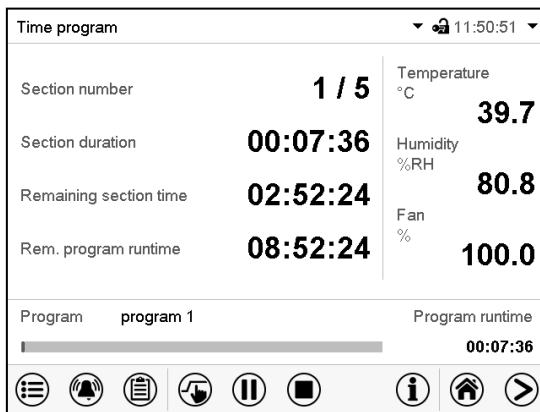 Time program 11:50:51
Section number 1 / 5
Section duration 00:07:36
Remaining section time 02:52:24
Rem. program runtime 08:52:24
Temperature
°C
39.7
Humidity
%RH
80.8
Fan
%
100.0
Program program 1 Program runtime
00:07:36